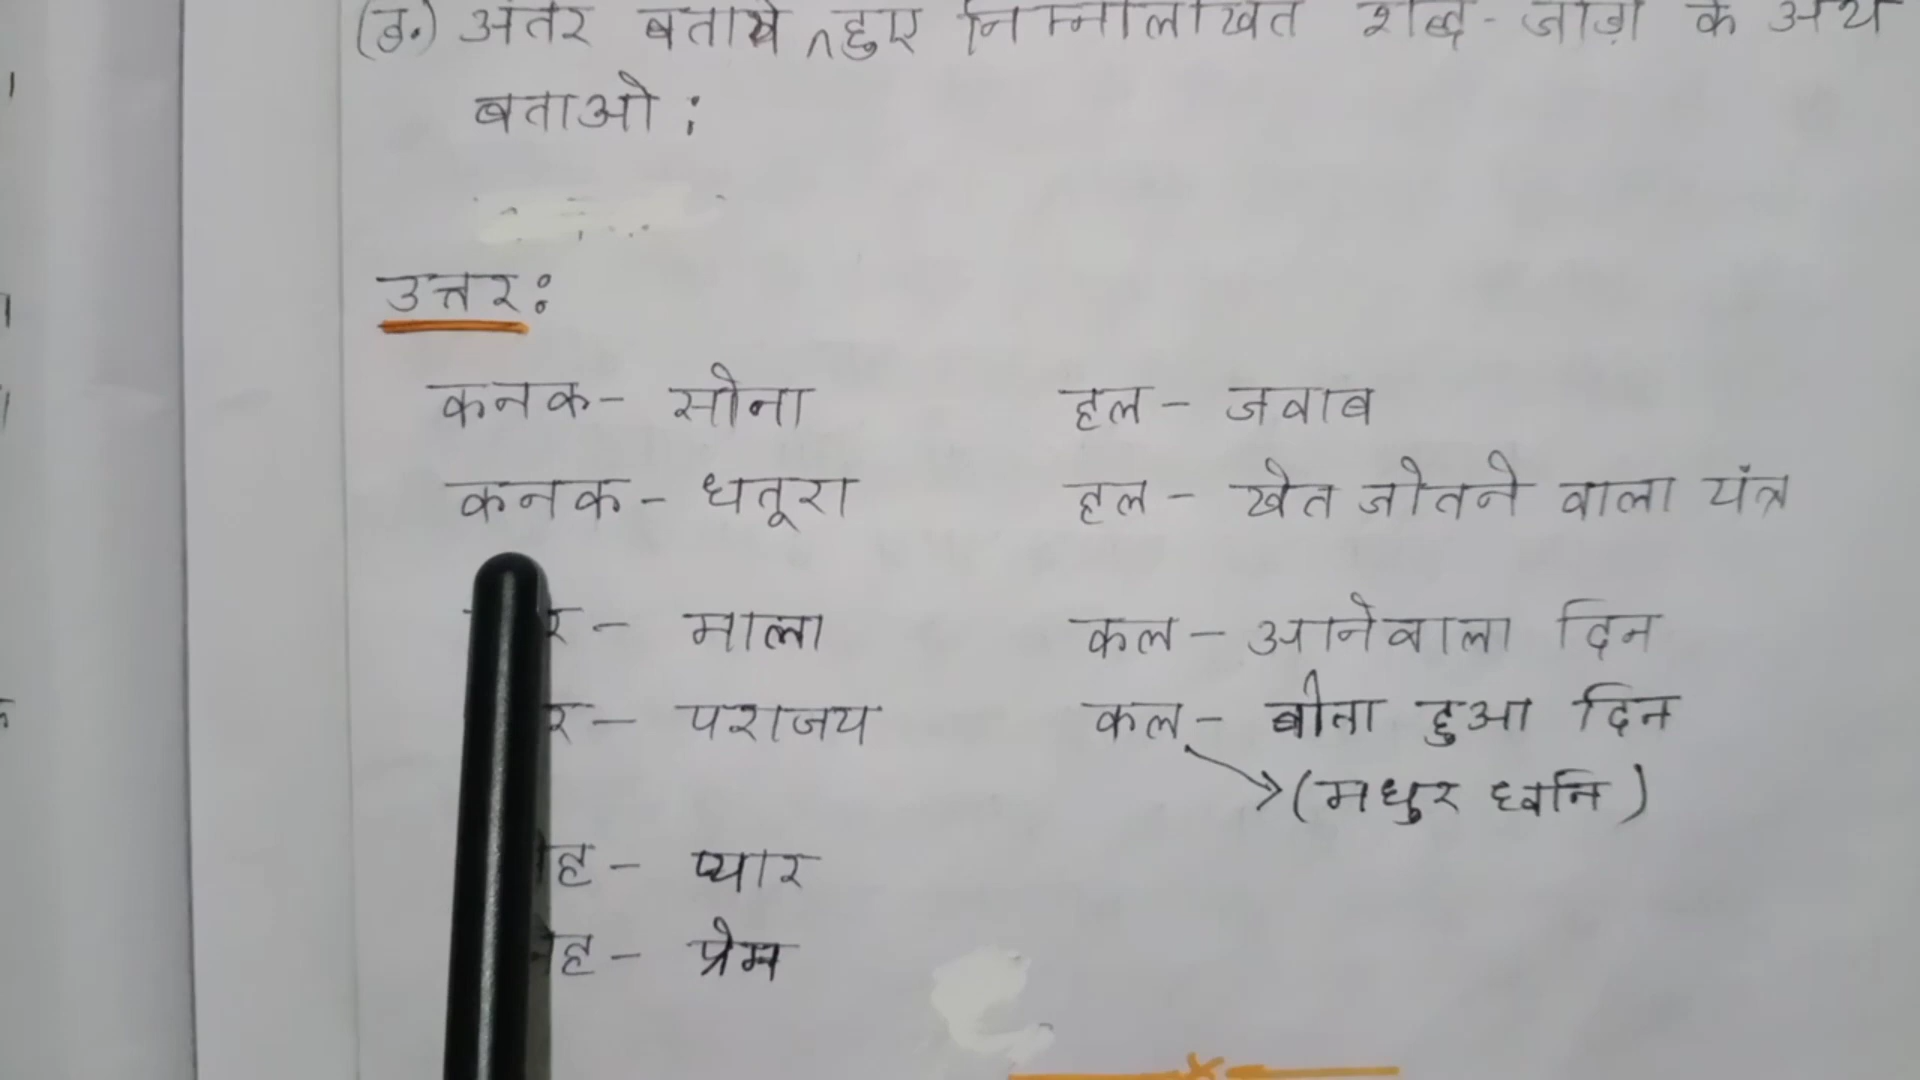 (ङ.) अंतर बताये हुए निम्नलिखित शब्द-जोड़ो के अर्थ
बताओ :
उत्तर:
कनक - सोना
हल - जवाब
कनक - धतूरा
हल - खेत जोतने वाला यंत्र
र - माला
कल - आनेवाला दिन
र - पराजय
कल - बीता हुआ दिन
(मधुर ध्वनि)
ह - प्यार
ह - प्रेम